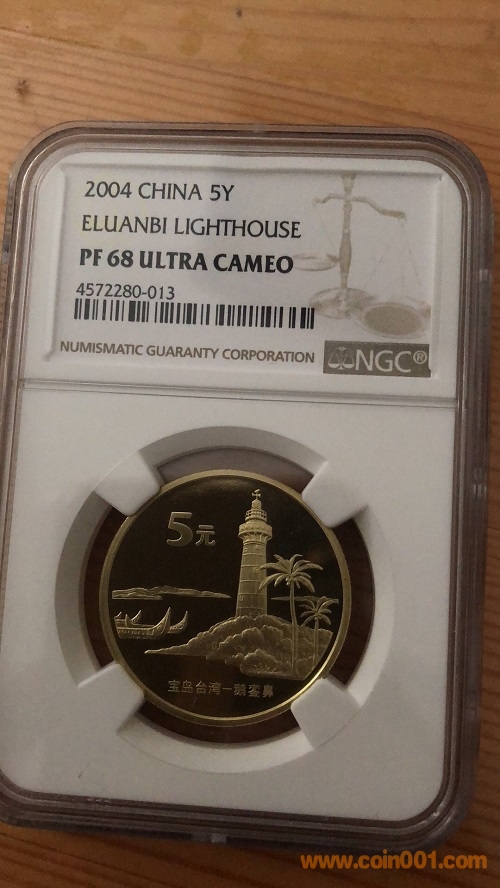 2004 CHINA 5Y
ELUANBI LIGHTHOUSE
PF 68 ULTRA CAMEO
4572280-013
NUMISMATIC GUARANTY CORPORATION
NGC®
5元
宝岛台湾—鹅銮鼻
www.coin001.com